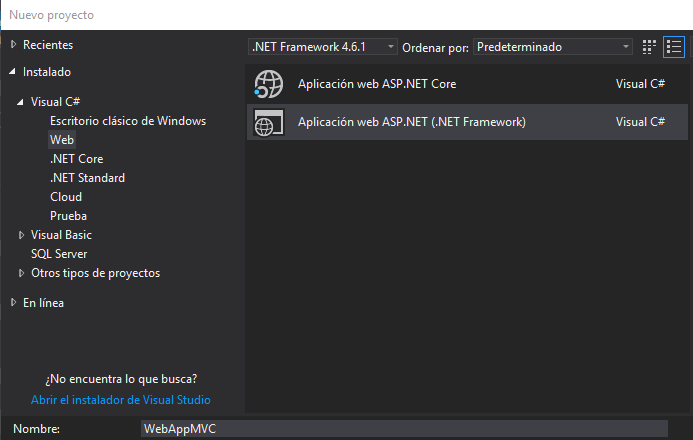 Nuevo proyecto
Recientes
.NET Framework 4.6.1
Ordenar por: Predeterminado
Instalado
Visual C#
Escritorio clásico de Windows
Web
.NET Core
.NET Standard
Cloud
Prueba
Visual Basic
SQL Server
Otros tipos de proyectos
En línea
Aplicación web ASP.NET Core Visual C#
Aplicación web ASP.NET (.NET Framework) Visual C#
¿No encuentra lo que busca?
Abrir el instalador de Visual Studio
Nombre: WebAppMVC